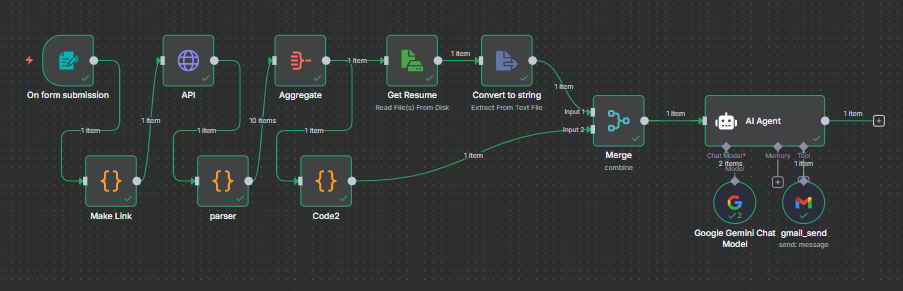 1 item
1 item
On form submission
API
Aggregate
Get Resume
Read File(s) From Disk
Convert to string
Extract From Text File
1 item
1 item
1 item
10 items
1 item
1 item
Input 1
Input 2
1 item
1 item
AI Agent
Merge
combine
1 item
Chat Model*
Memory
Tool
2 items
1 item
Model
Make Link
parser
Code2
2
Google Gemini Chat
Model
gmail_send
send: message